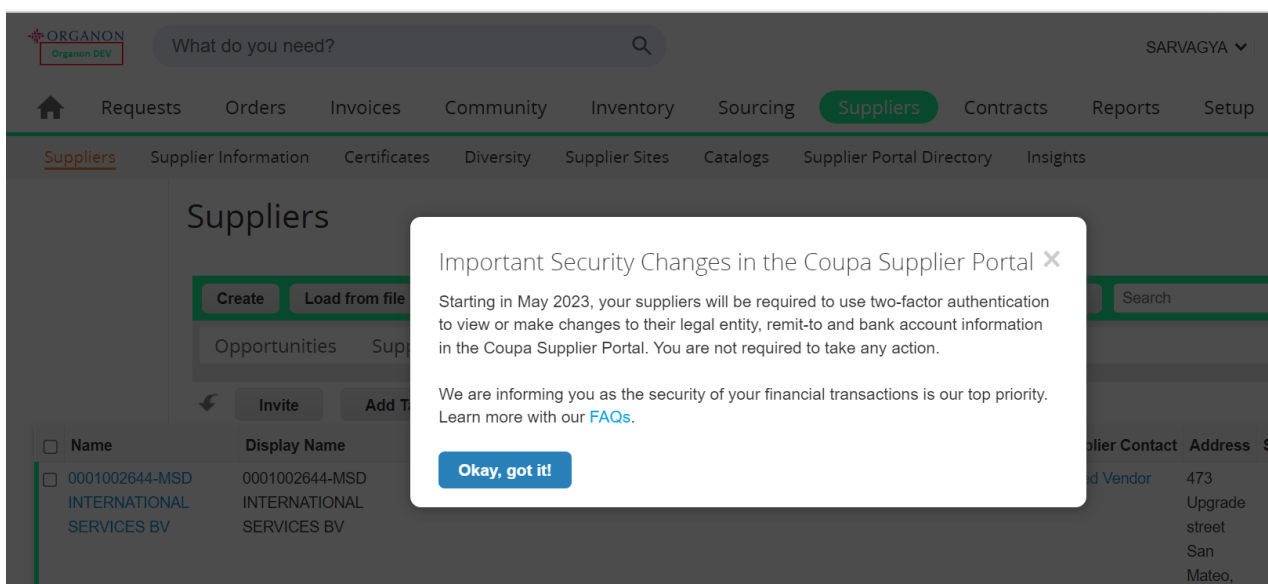 ORGANON
Organon DEV
What do you need?
SARVAGYA
Requests Orders Invoices Community Inventory Sourcing Suppliers Contracts Reports Setup
Suppliers Supplier Information Certificates Diversity Supplier Sites Catalogs Supplier Portal Directory Insights
Suppliers
Important Security Changes in the Coupa Supplier Portal
Starting in May 2023, your suppliers will be required to use two-factor authentication
to view or make changes to their legal entity, remit-to and bank account information
in the Coupa Supplier Portal. You are not required to take any action.
We are informing you as the security of your financial transactions is our top priority.
Learn more with our FAQs.
Okay, got it!
Create Load from file Search
Opportunities Supp
Invite Add Ta
Name Display Name plier Contact Address S
0001002644-MSD 0001002644-MSD ed Vendor 473
INTERNATIONAL INTERNATIONAL Upgrade
SERVICES BV SERVICES BV street
San
Mateo,